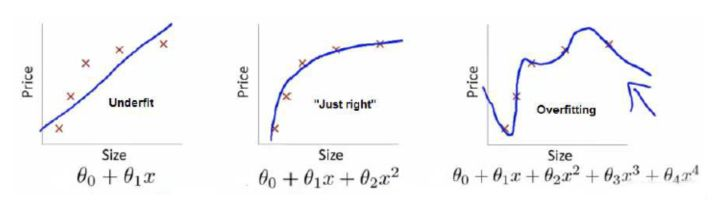 Price
Underfit
Size
θ₀ + θ₁x
Price
"Just right"
Size
θ₀ + θ₁x + θ₂x²
Price
Overfitting
Size
θ₀ + θ₁x + θ₂x² + θ₃x³ + θ₄x⁴